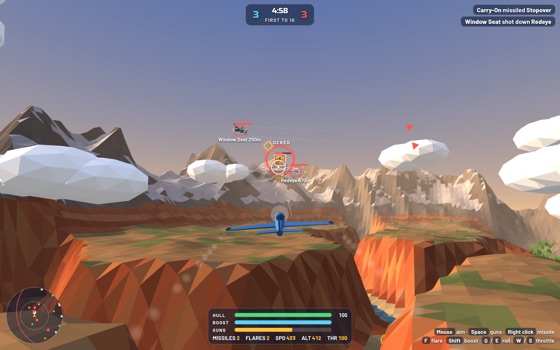 4:58
3 FIRST TO 10 3
Carry-On missiled Stopover
Window Seat shot down Redeye
Window Seat 250m
LOCKED
HULL 100
BOOST
GUNS
MISSILES 2 FLARES 2 SPD 433 ALT 412 THR 100
Mouse aim · Space guns · Right click missile
F flare · Shift boost · Q / E roll · W / S throttle